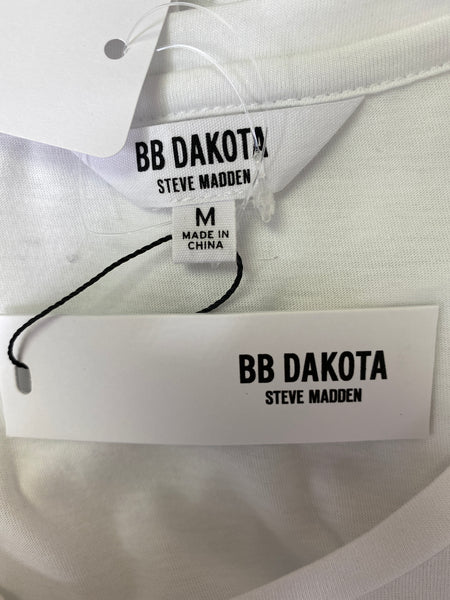 BB DAKOTA
STEVE MADDEN
M
MADE IN
CHINA
BB DAKOTA
STEVE MADDEN